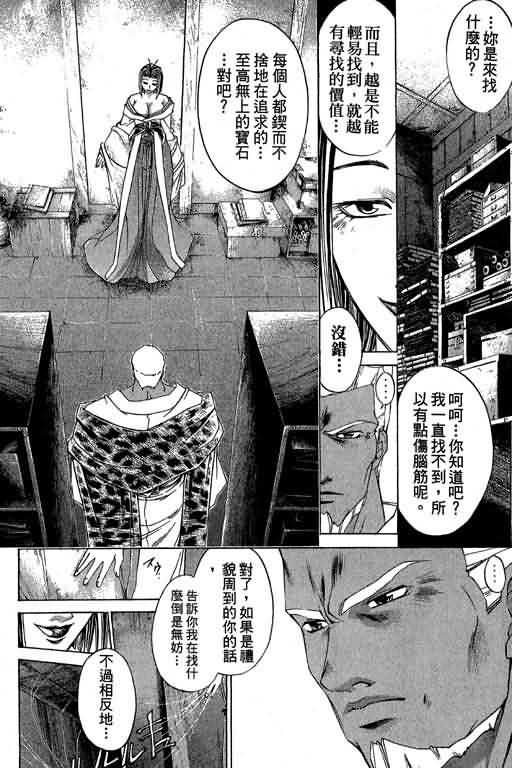 …妳是來找
什麼的?
呵呵…你知道吧?
我一直找不到,所
以有點傷腦筋呢。
而且,越是不能
輕易找到,就越
有尋找的價值…
沒錯…
每個人都鍥而不
捨地在追求的…
至高無上的寶石
…對吧?
……
對了,如果是禮
貌周到的你的話
,
告訴你我在找什
麼倒是無妨…
不過相反地…